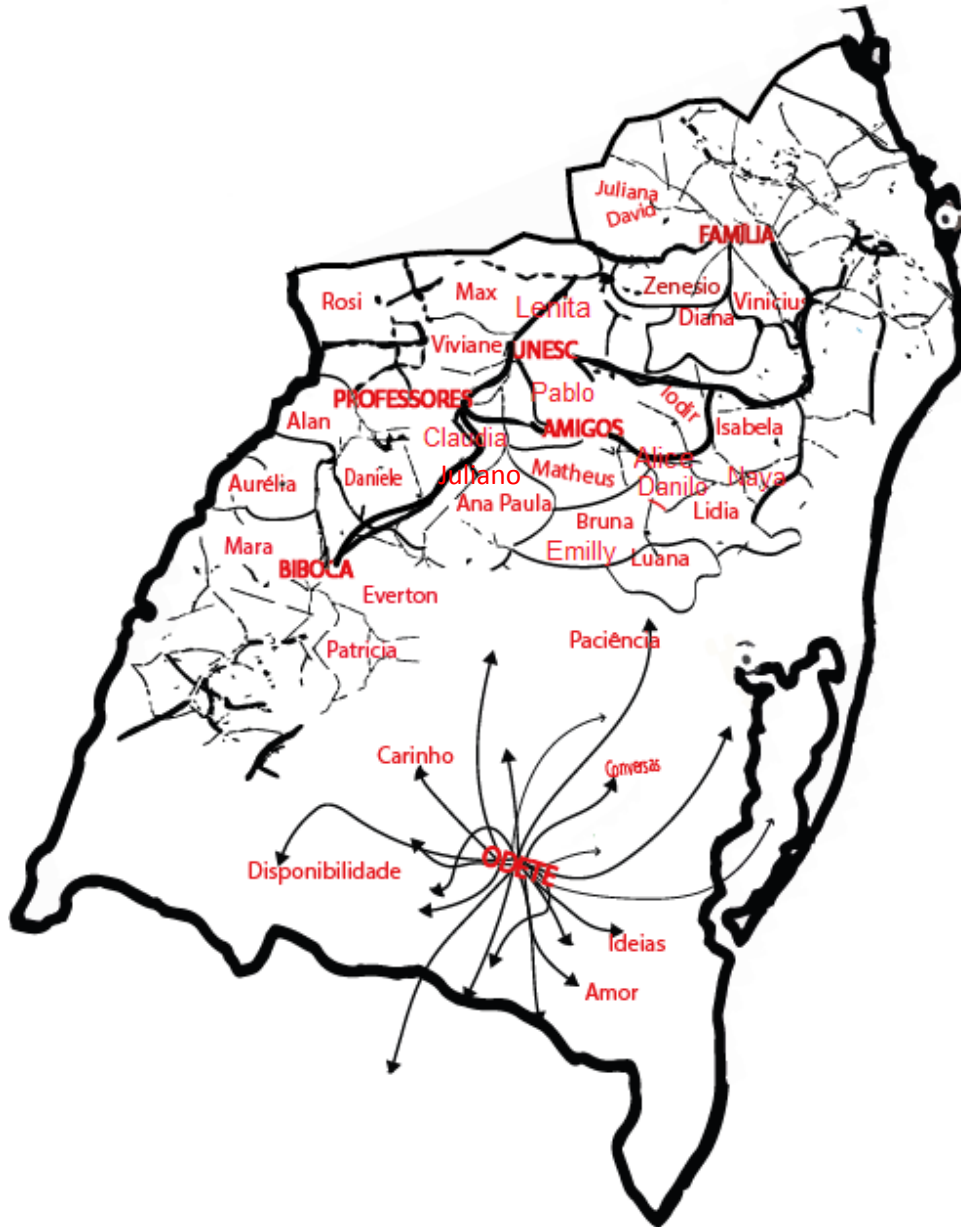 Juliana
David
FAMÍLIA
Zenesio
Vinicius
Diana
Rosi
Max
Lenita
Viviane
UNESC
PROFESSORES
Pablo
Iodir
Alan
Claudia
AMIGOS
Isabela
Aurélia
Daniele
Juliano
Matheus
Alice
Danilo
Naya
Ana Paula
Bruna
Lidia
Mara
BIBOCA
Emilly
Luana
Everton
Patrícia
Paciência
Carinho
Conversas
Disponibilidade
ODETE
Ideias
Amor